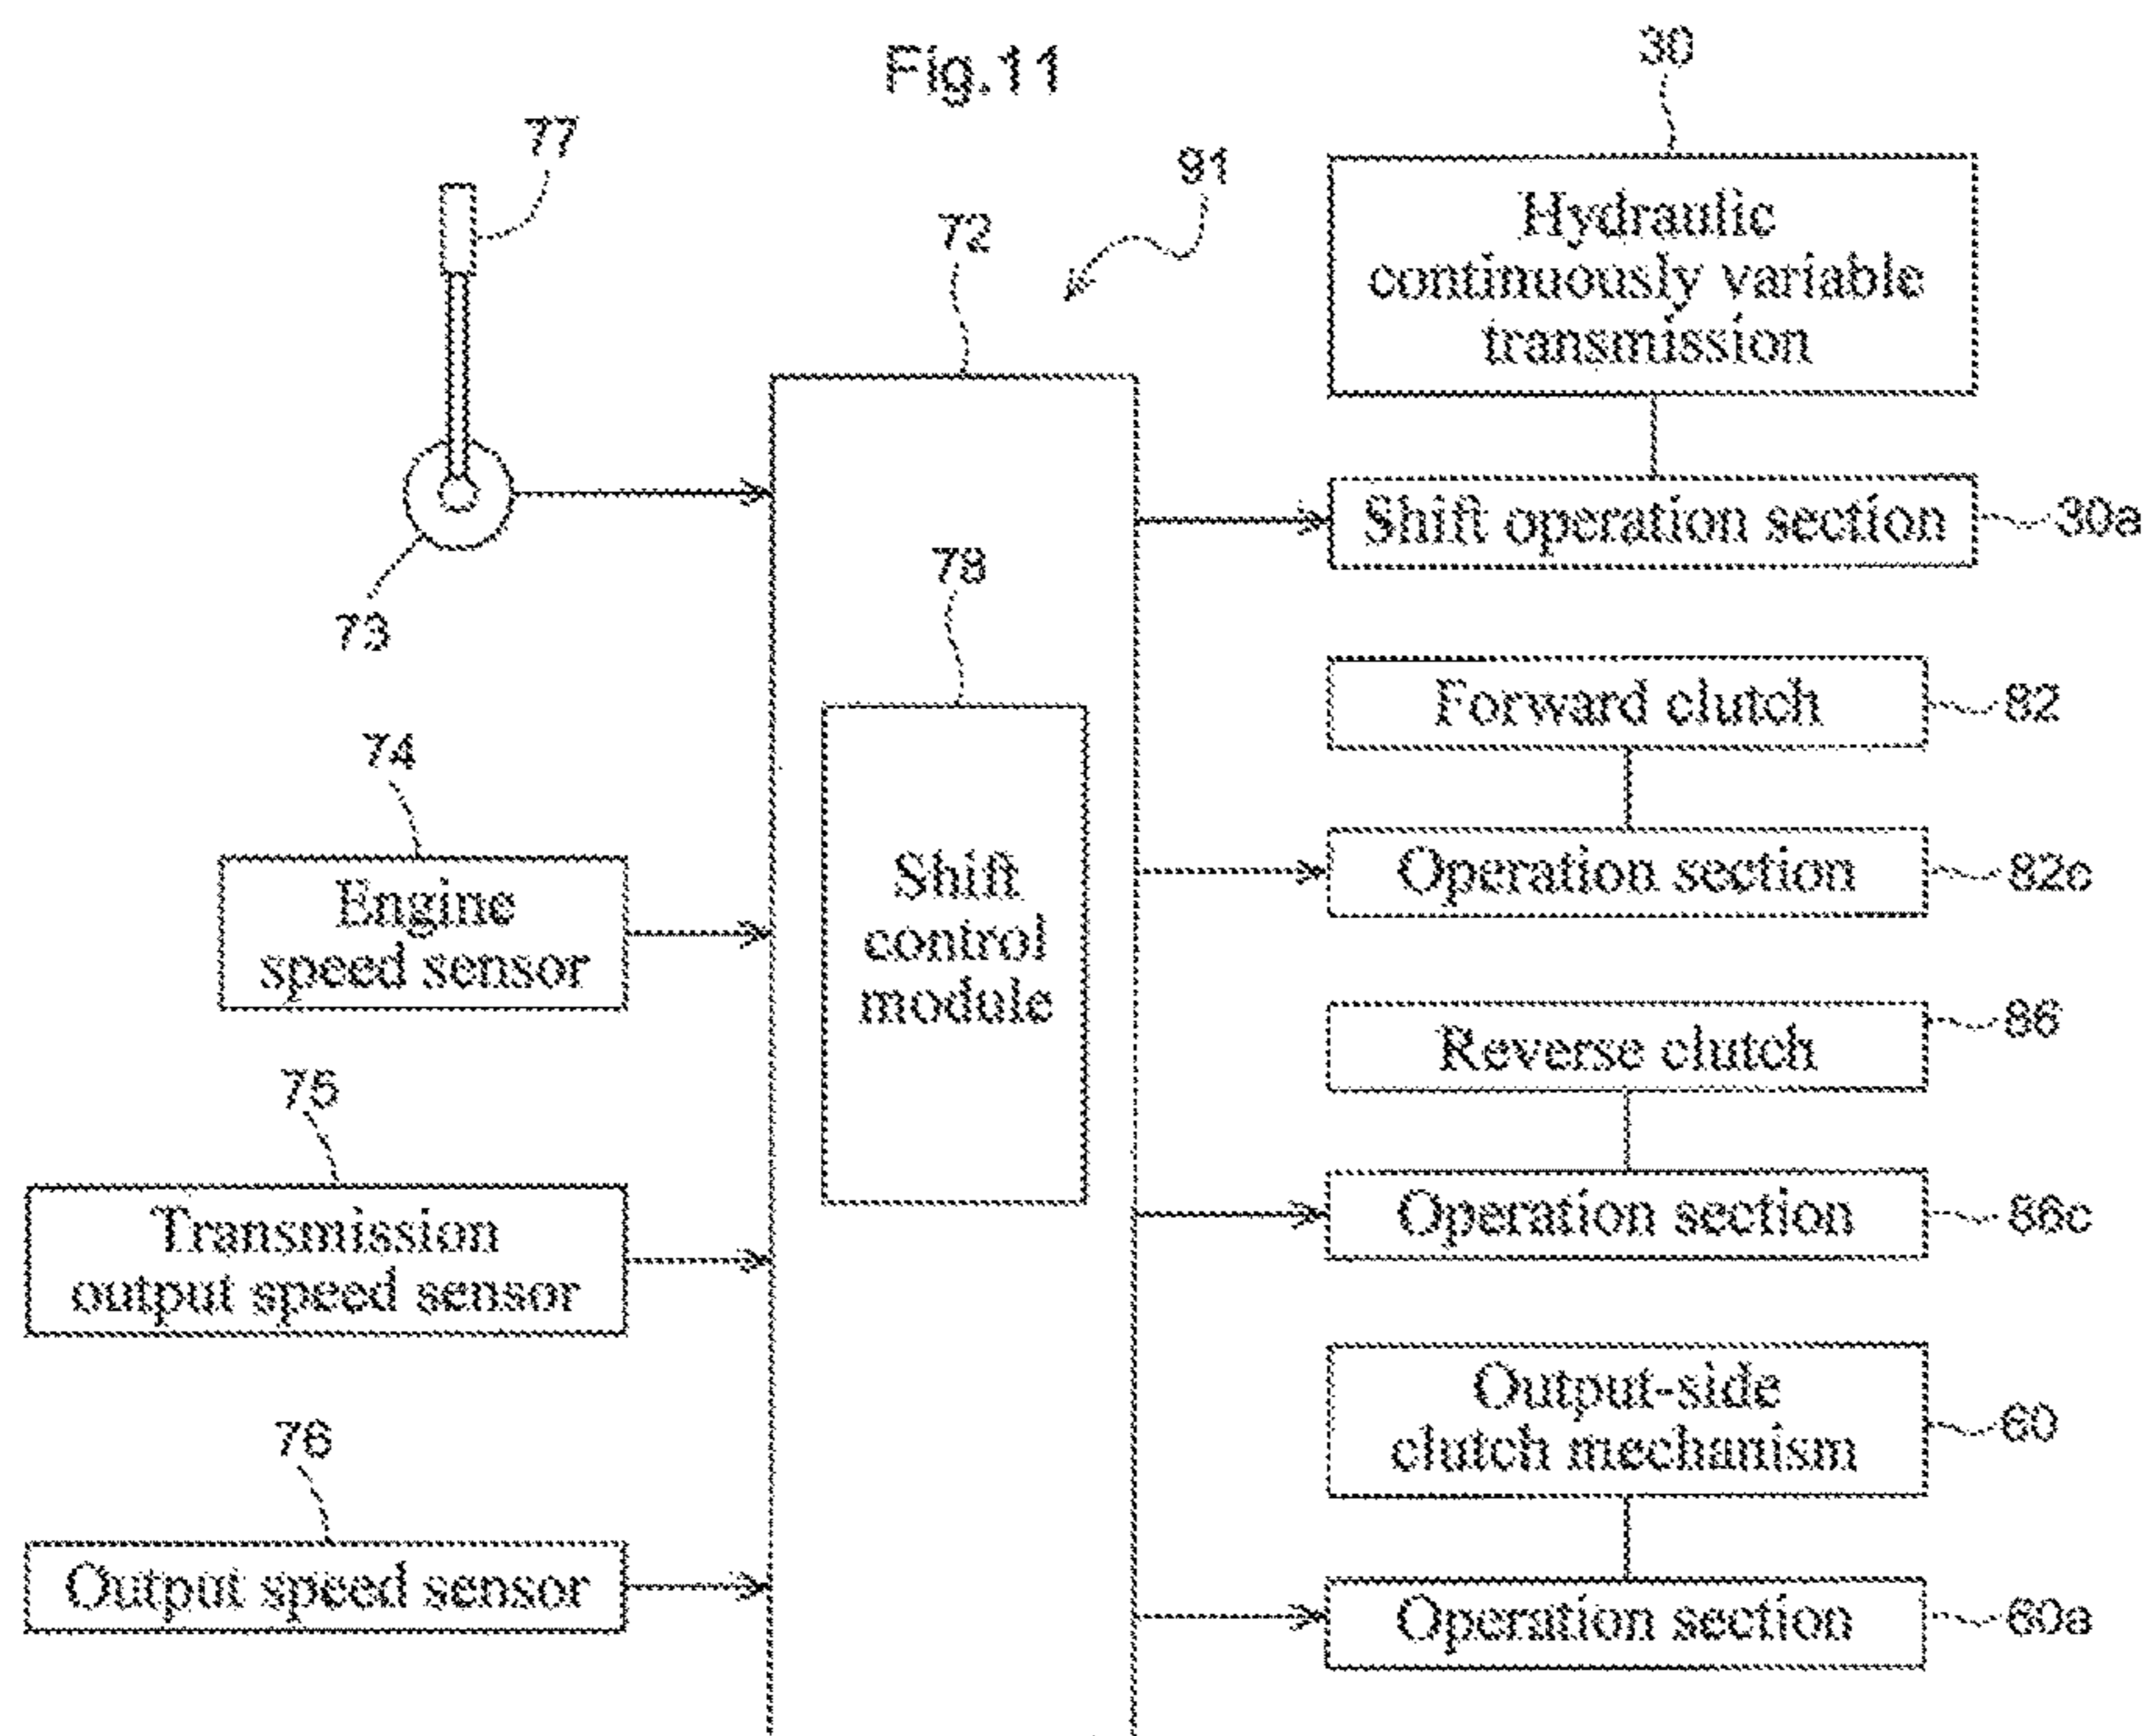 Fig.11
30
77
91
72
Hydraulic
continuously variable
transmission
Shift operation section
30a
73
78
Forward clutch
82
74
Engine
speed sensor
Shift
control
module
Operation section
82c
Reverse clutch
86
75
Transmission
output speed sensor
Operation section
86c
Output-side
clutch mechanism
60
76
Output speed sensor
Operation section
60a